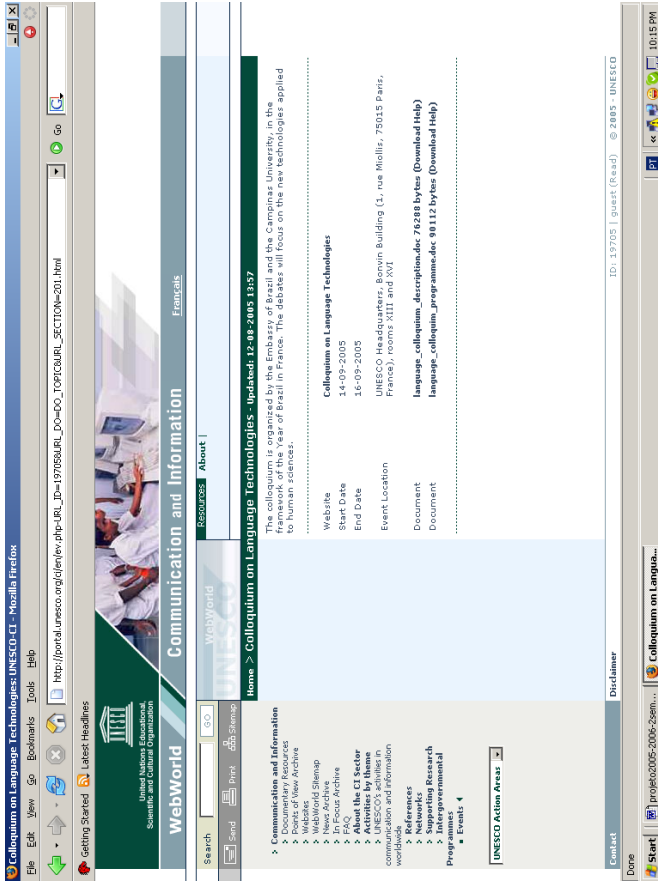 Colloquium on Language Technologies: UNESCO-CI - Mozilla Firefox
File Edit View Go Bookmarks Tools Help
http://portal.unesco.org/ci/en/ev.php-URL_ID=19705&URL_DO=DO_TOPIC&URL_SECTION=201.html
Go
Getting Started Latest Headlines
United Nations Educational,
Scientific and Cultural Organization
WebWorld
Communication and Information
Français
Search
GO
WebWorld
UNESCO
Resources
About |
Send Print Sitemap
Home > Colloquium on Language Technologies - Updated: 12-08-2005 13:57
> Communication and Information
> Documentary Resources
> Points of View Archive
> Websites
> WebWorld Sitemap
> News Archive
> In Focus Archive
> FAQ
> About the CI Sector
> Activities by theme
> UNESCO's activities in
communication and information
worldwide
> References
> Networks
> Supporting Research
> Intergovernmental
Programmes
Events
UNESCO Action Areas
The colloquium is organized by the Embassy of Brazil and the Campinas University, in the
framework of the Year of Brazil in France. The debates will focus on the new technologies applied
to human sciences.
Website Colloquium on Language Technologies
Start Date 14-09-2005
End Date 16-09-2005
Event Location UNESCO Headquarters, Bonvin Building (1, rue Miollis, 75015 Paris,
France), rooms XIII and XVI
Document language_colloquium_description.doc 76288 bytes (Download Help)
Document language_colloquim_programme.doc 90112 bytes (Download Help)
Contact
Disclaimer
ID: 19705 | guest (Read) © 2005 - UNESCO
Done
Start
projeto2005-2006-2sem...
Colloquium on Langua...
PT
10:15 PM